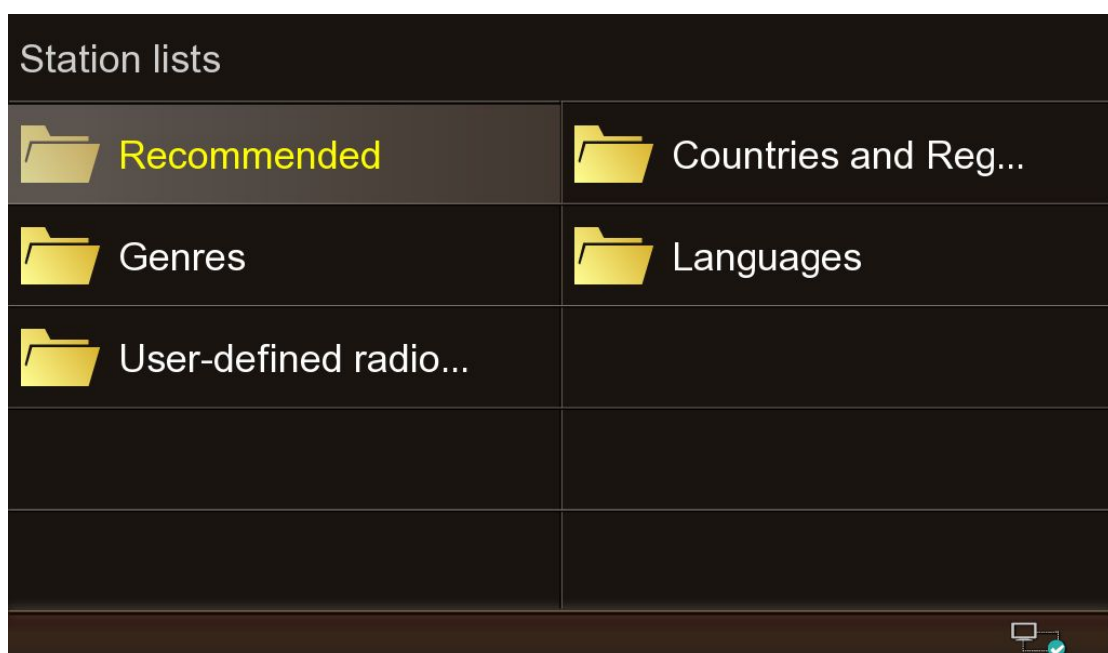 Station lists
Recommended
Countries and Reg...
Genres
Languages
User-defined radio...